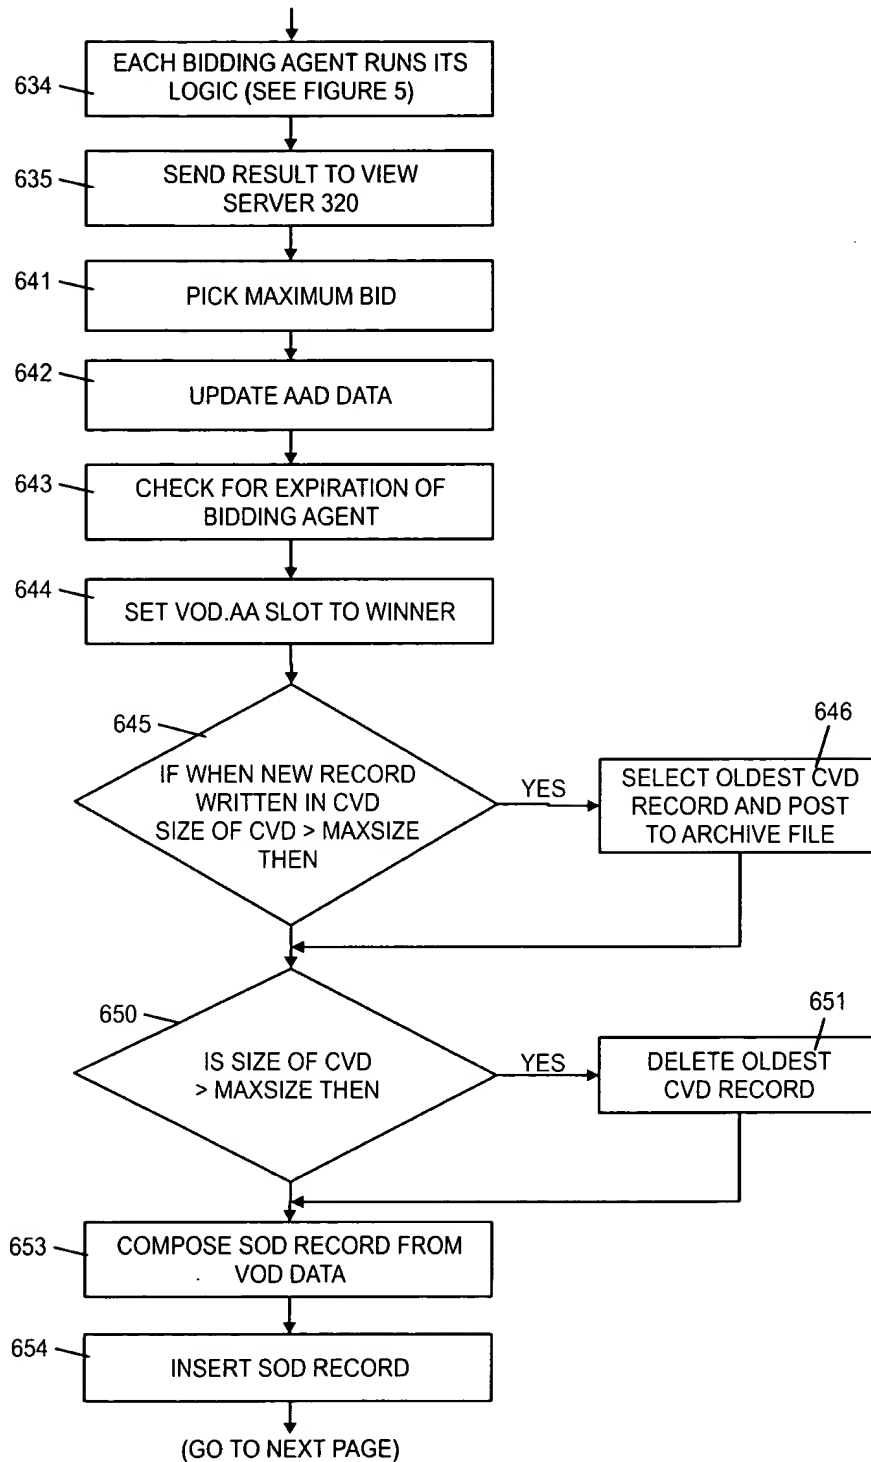 634
EACH BIDDING AGENT RUNS ITS
LOGIC (SEE FIGURE 5)
635
SEND RESULT TO VIEW
SERVER 320
641
PICK MAXIMUM BID
642
UPDATE AAD DATA
643
CHECK FOR EXPIRATION OF
BIDDING AGENT
644
SET VOD.AA SLOT TO WINNER
645
IF WHEN NEW RECORD
WRITTEN IN CVD
SIZE OF CVD > MAXSIZE
THEN
YES
646
SELECT OLDEST CVD
RECORD AND POST
TO ARCHIVE FILE
650
IS SIZE OF CVD
> MAXSIZE THEN
YES
651
DELETE OLDEST
CVD RECORD
653
COMPOSE SOD RECORD FROM
VOD DATA
654
INSERT SOD RECORD
(GO TO NEXT PAGE)